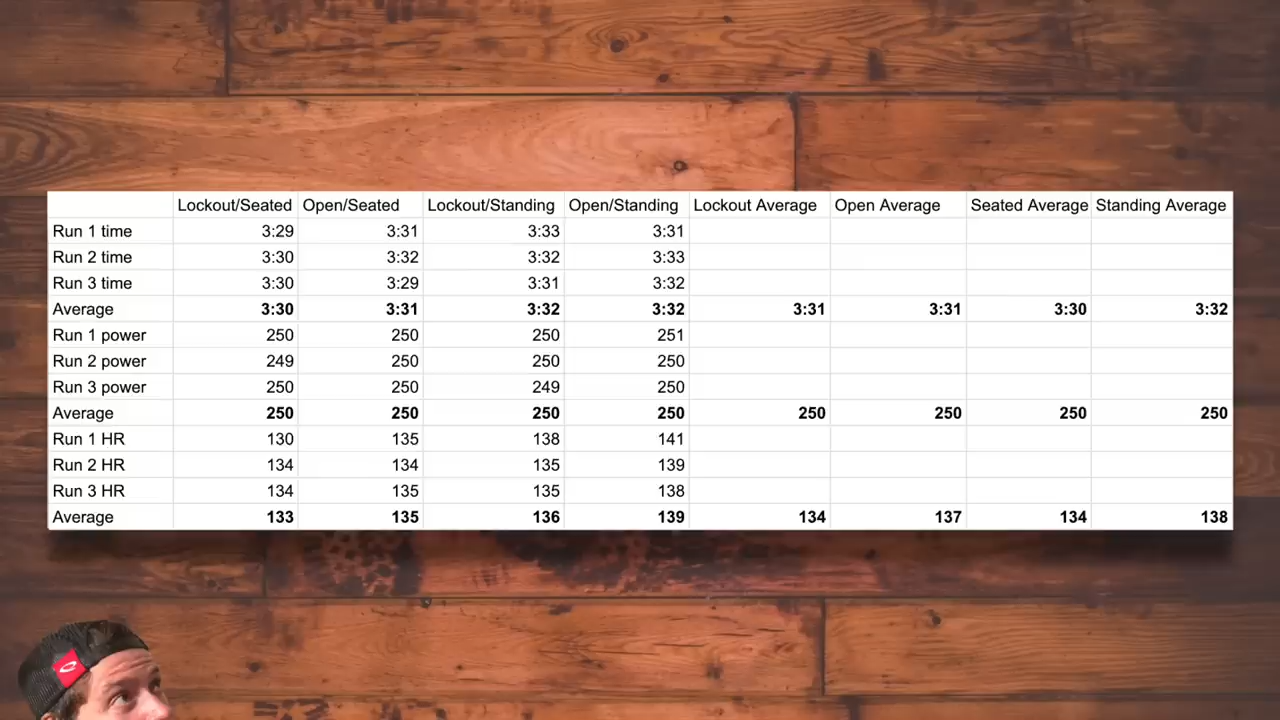 Lockout/Seated Open/Seated Lockout/Standing Open/Standing Lockout Average Open Average Seated Average Standing Average
Run 1 time 3:29 3:31 3:33 3:31
Run 2 time 3:30 3:32 3:32 3:33
Run 3 time 3:30 3:29 3:31 3:32
Average 3:30 3:31 3:32 3:32 3:31 3:31 3:30 3:32
Run 1 power 250 250 250 251
Run 2 power 249 250 250 250
Run 3 power 250 250 249 250
Average 250 250 250 250 250 250 250 250
Run 1 HR 130 135 138 141
Run 2 HR 134 134 135 139
Run 3 HR 134 135 135 138
Average 133 135 136 139 134 137 134 138